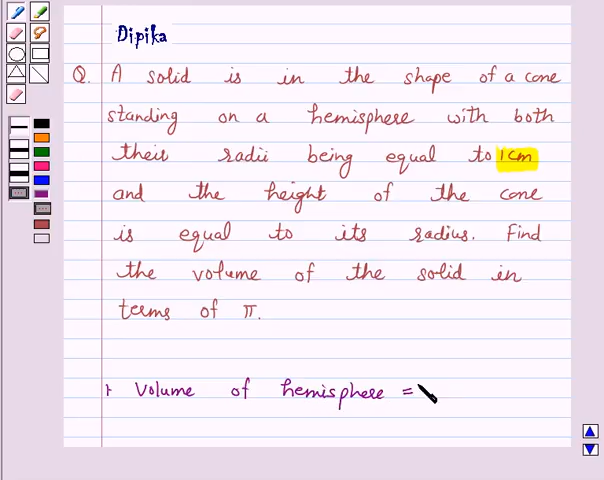 Dipika
Q. A solid is in the shape of a cone
standing on a hemisphere with both
their radii being equal to 1cm
and the height of the cone
is equal to its radius. Find
the volume of the solid in
terms of π.
Volume of hemisphere =